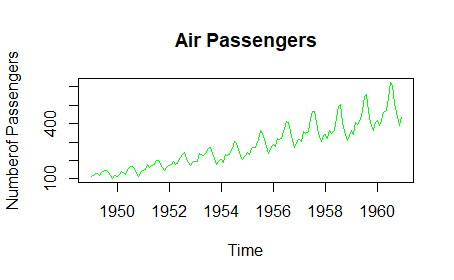 Air Passengers
Numberof Passengers
400
100
1950 1952 1954 1956 1958 1960
Time